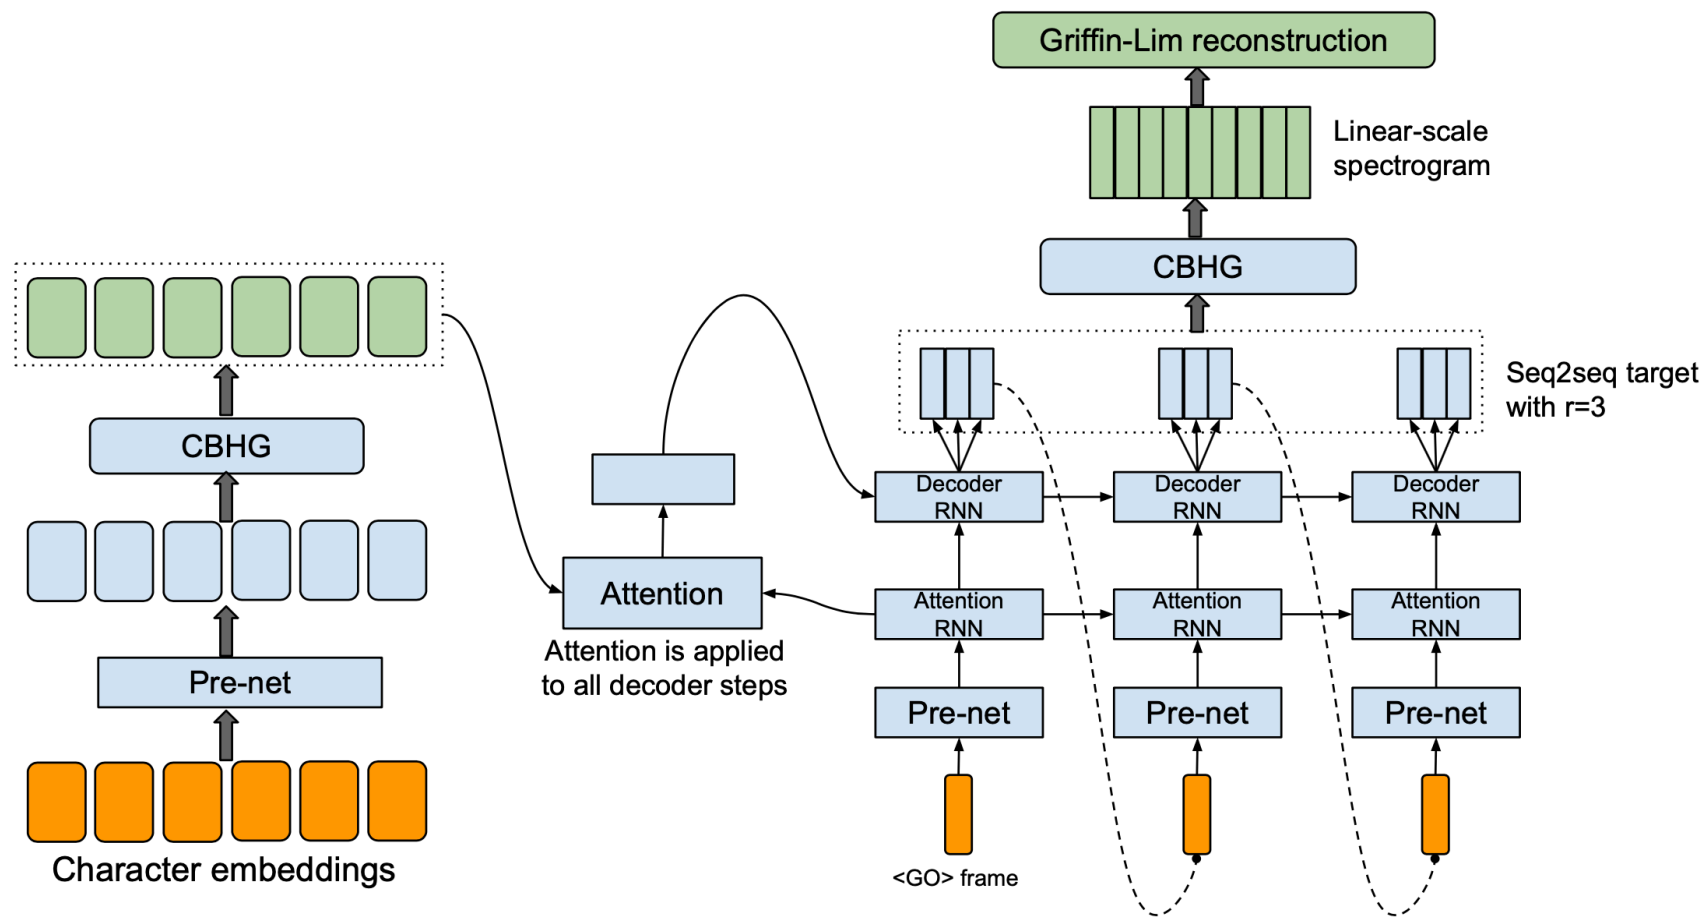 Griffin-Lim reconstruction
Linear-scale
spectrogram
CBHG
Seq2seq target
with r=3
CBHG
Pre-net
Character embeddings
Attention
Attention is applied
to all decoder steps
Decoder
RNN
Decoder
RNN
Decoder
RNN
Attention
RNN
Attention
RNN
Attention
RNN
Pre-net
Pre-net
Pre-net
<GO> frame